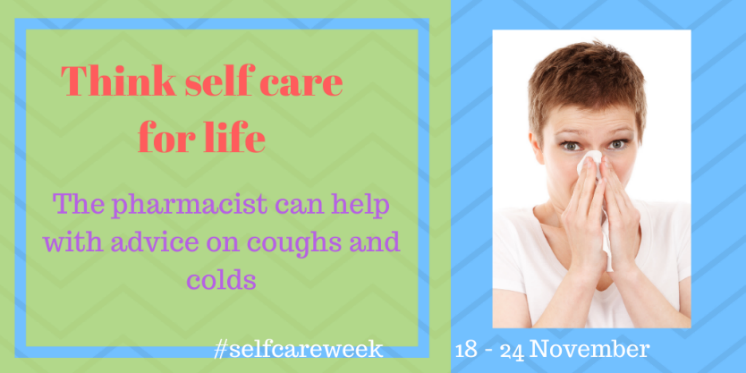 Think self care
for life
The pharmacist can help
with advice on coughs and
colds
#selfcareweek
18 - 24 November